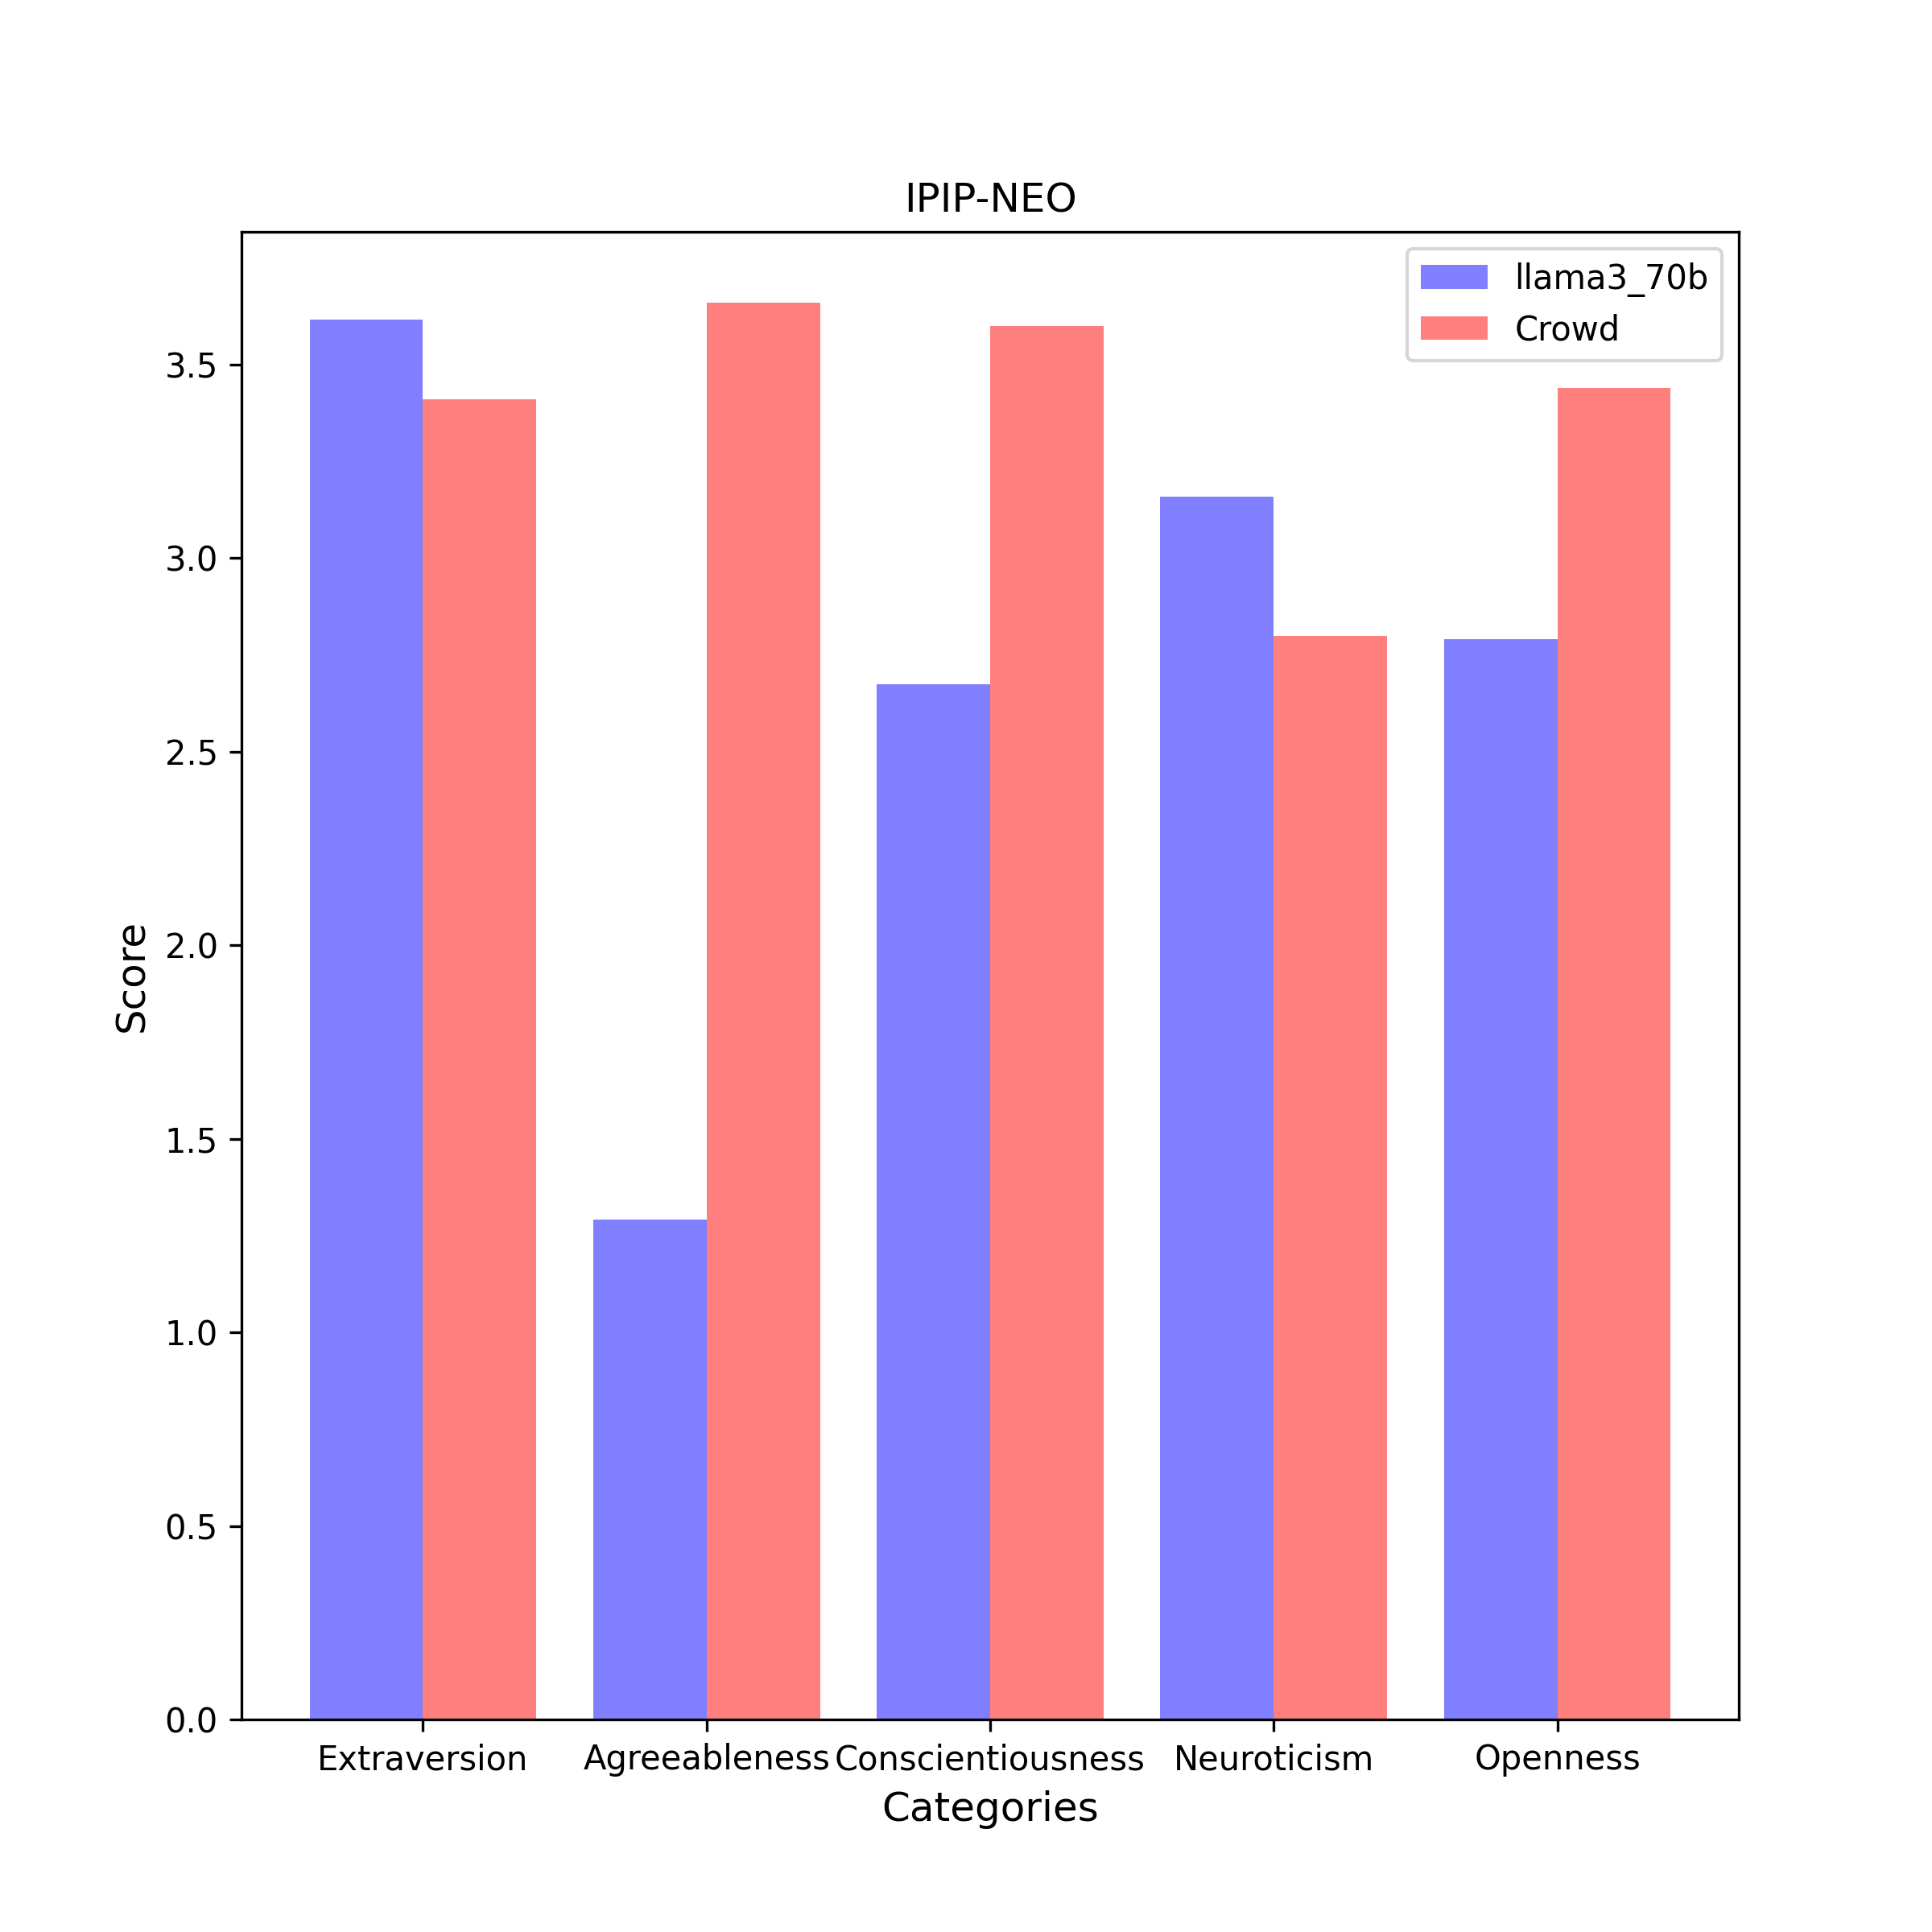 IPIP-NEO
llama3_70b
Crowd
3.5
3.0
2.5
2.0
1.5
1.0
0.5
0.0
Score
Extraversion Agreeableness Conscientiousness Neuroticism Openness
Categories